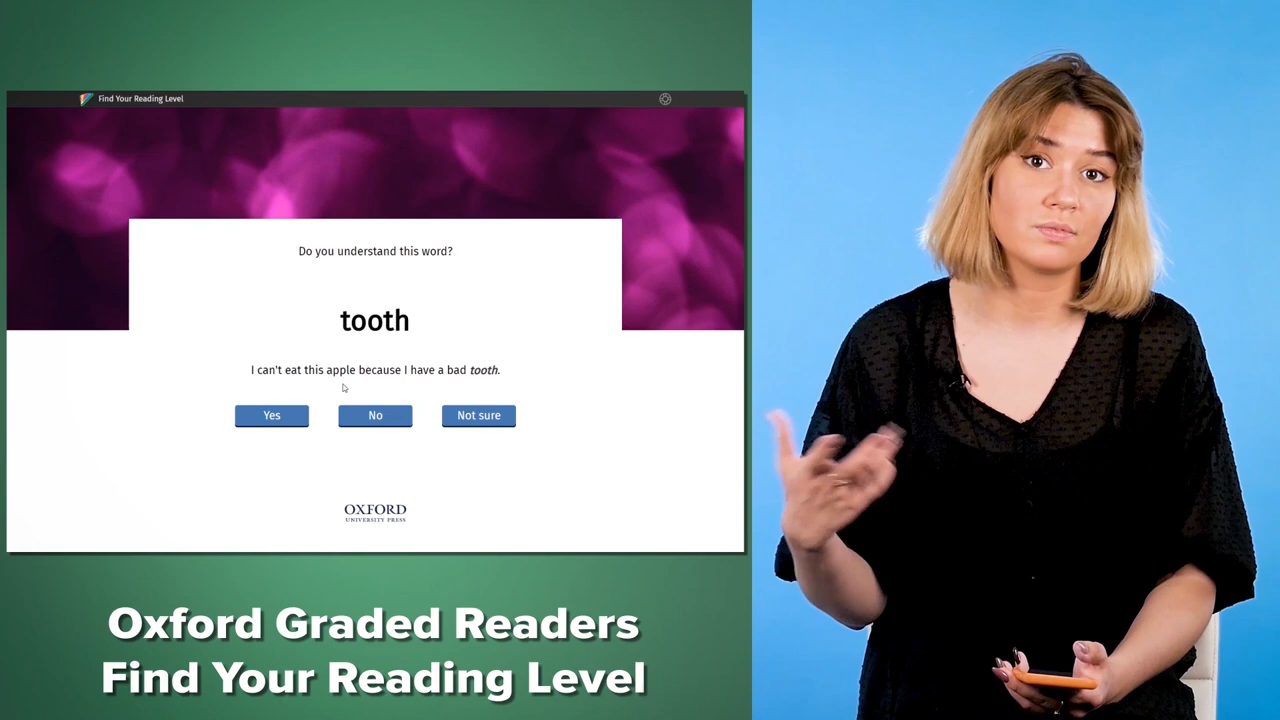 Find Your Reading Level
Do you understand this word?
tooth
I can't eat this apple because I have a bad tooth.
Yes
No
Not sure
OXFORD
UNIVERSITY PRESS
Oxford Graded Readers
Find Your Reading Level